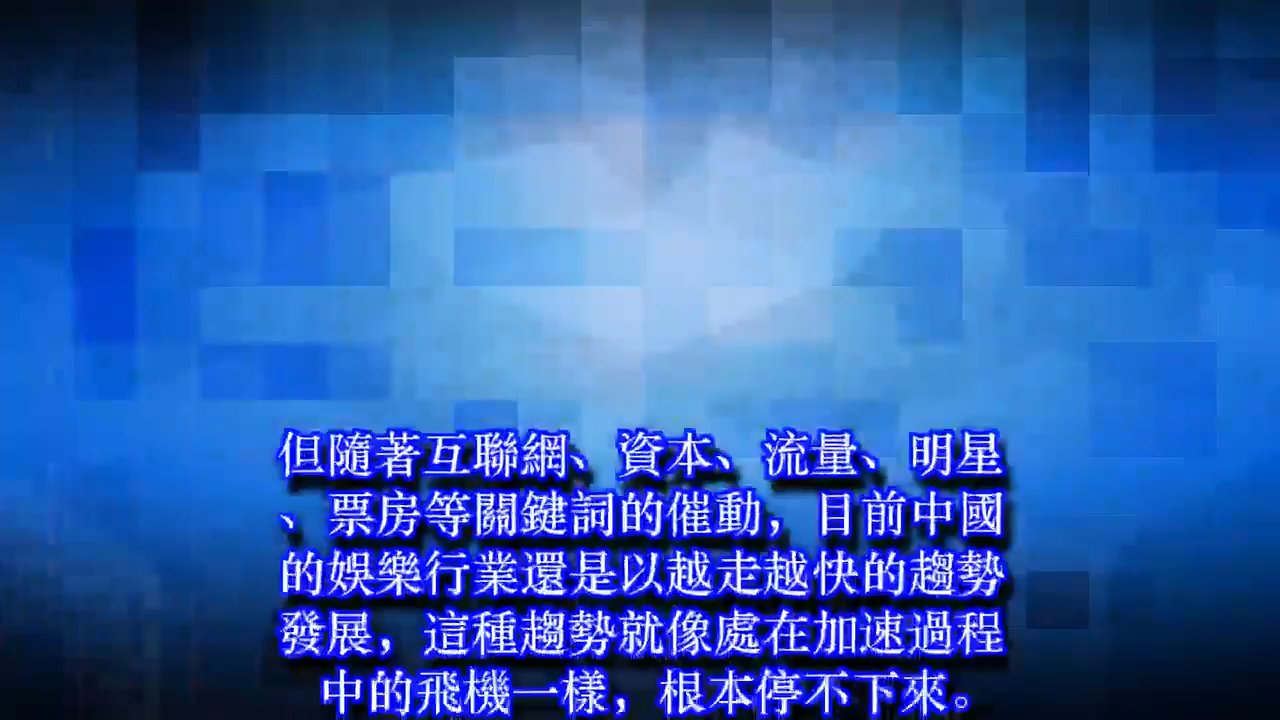 但隨著互聯網、資本、流量、明星
、票房等關鍵詞的催動，目前中國
的娛樂行業還是以越走越快的趨勢
發展，這種趨勢就像處在加速過程
中的飛機一樣，根本停不下來。